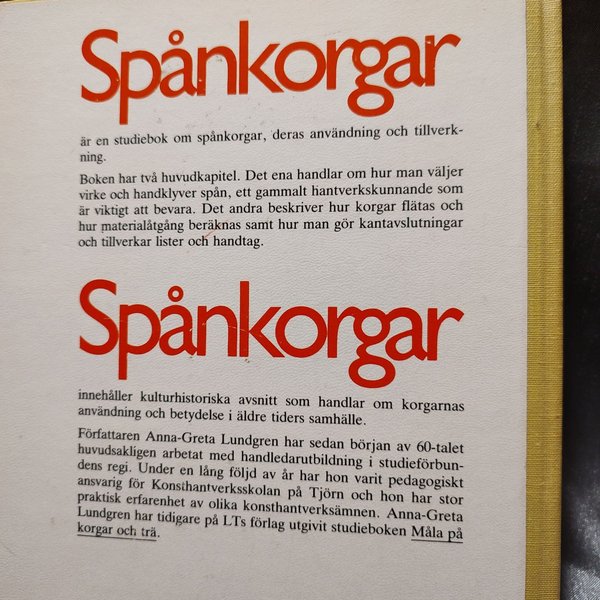 Spånkorgar
är en studiebok om spånkorgar, deras användning och tillverk-
ning.
Boken har två huvudkapitel. Det ena handlar om hur man väljer
virke och handklyver spån, ett gammalt hantverkskunnande som
är viktigt att bevara. Det andra beskriver hur korgar flätas och
hur materialåtgång beräknas samt hur man gör kantavslutningar
och tillverkar lister och handtag.
Spånkorgar
innehåller kulturhistoriska avsnitt som handlar om korgarnas
användning och betydelse i äldre tiders samhälle.
Författaren Anna-Greta Lundgren har sedan början av 60-talet
huvudsakligen arbetat med handledarutbildning i studieförbun-
dens regi. Under en lång följd av år har hon varit pedagogiskt
ansvarig för Konsthantverksskolan på Tjörn och hon har stor
praktisk erfarenhet av olika konsthantverksämnen. Anna-Greta
Lundgren har tidigare på LTs förlag utgivit studieboken Måla på
korgar och trä.